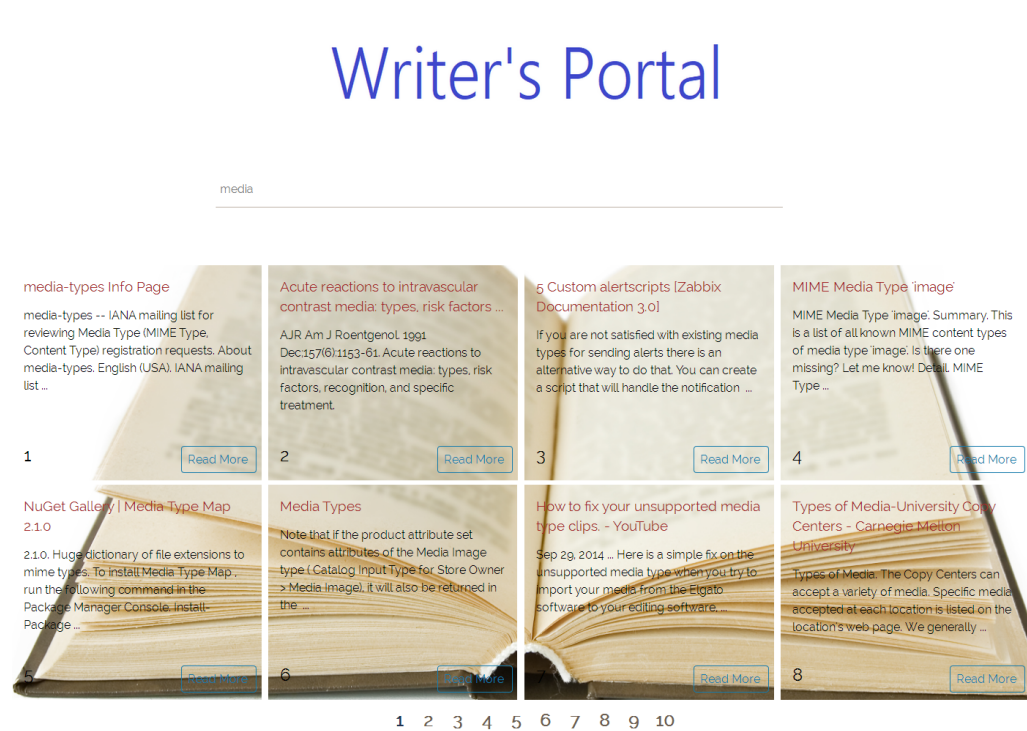 Writer's Portal
media
media-types Info Page
media-types -- IANA mailing list for
reviewing Media Type (MIME Type,
Content Type) registration requests. About
media-types. English (USA). IANA mailing
list ...
1
Read More
Acute reactions to intravascular
contrast media: types, risk factors ...
AJR Am J Roentgenol. 1991
Dec;157(6):1153-61. Acute reactions to
intravascular contrast media: types, risk
factors, recognition, and specific
treatment.
2
Read More
5 Custom alertscripts [Zabbix
Documentation 3.0]
If you are not satisfied with existing media
types for sending alerts there is an
alternative way to do that. You can create
a script that will handle the notification ...
3
Read More
MIME Media Type 'image'
MIME Media Type 'image'. Summary. This
is a list of all known MIME content types
of media type 'image'. Is there one
missing? Let me know! Detail. MIME
Type ...
4
Read More
NuGet Gallery | Media Type Map
2.1.0
2.1.0. Huge dictionary of file extensions to
mime types. To install Media Type Map ,
run the following command in the
Package Manager Console. Install-
Package ...
5
Read More
Media Types
Note that if the product attribute set
contains attributes of the Media Image
type ( Catalog Input Type for Store Owner
> Media Image), it will also be returned in
the ...
6
Read More
How to fix your unsupported media
type clips. - YouTube
Sep 29, 2014 ... Here is a simple fix on the
unsupported media type when you try to
import your media from the Elgato
software to your editing software, ...
7
Read More
Types of Media-University Copy
Centers - Carnegie Mellon
University
Types of Media. The Copy Centers can
accept a variety of media. Specific media
accepted at each location is listed on the
location's web page. We generally ...
8
Read More
1 2 3 4 5 6 7 8 9 10